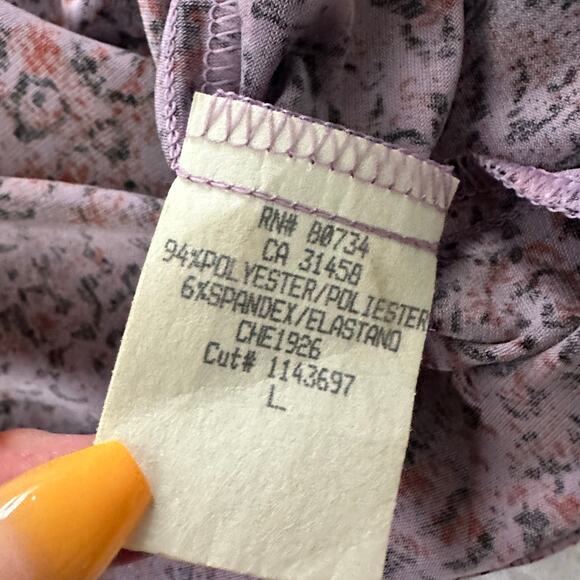 RN# 80734
CA 31458
94%POLYESTER/POLIESTER
6%SPANDEX/ELASTANO
CHE1926
Cut# 1143697
L